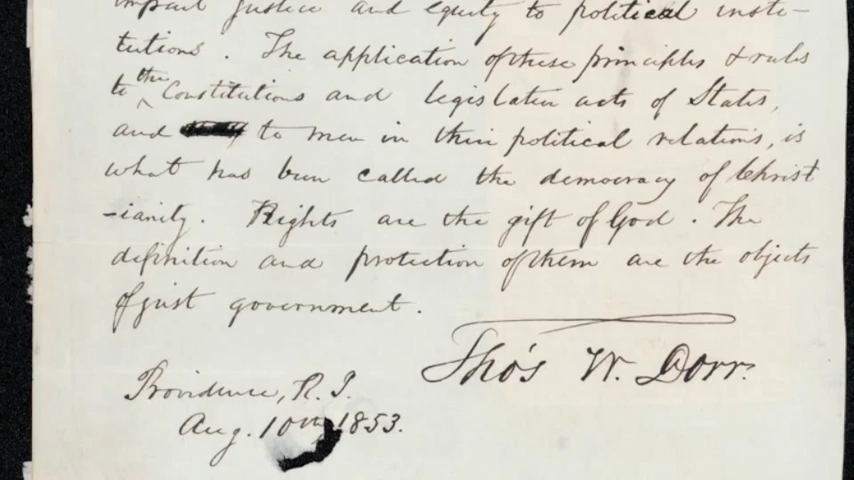 impart justice and equity to political insti-
tutions. The application of these principles & rules
to the Constitutions and legislative acts of States,
and to men in their political relations, is
what has been called the democracy of Christ
-ianity. Rights are the gift of God. The
definition and protection of them are the objects
of just government.
Tho's W. Dorr.
Providence, R. I.
Aug. 10th 1853.